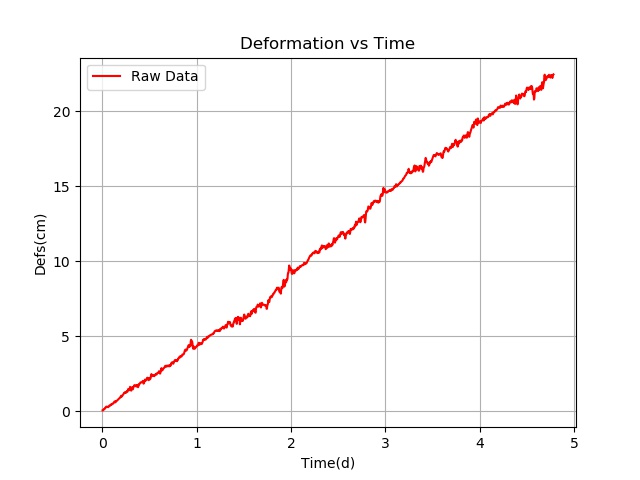 Deformation vs Time
Raw Data
Defs(cm)
20
15
10
5
0
0 1 2 3 4 5
Time(d)